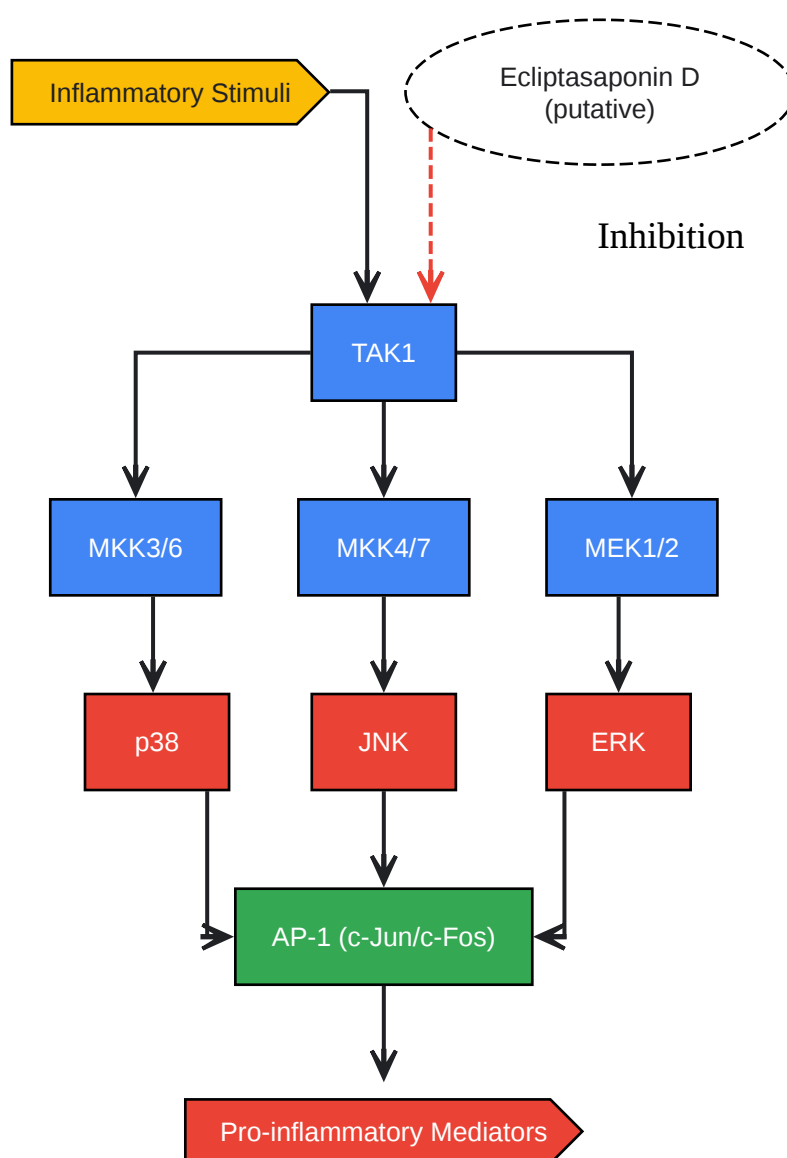 Inflammatory Stimuli
Ecliptasaponin D
(putative)
Inhibition
TAK1
MKK3/6
MKK4/7
MEK1/2
p38
JNK
ERK
AP-1 (c-Jun/c-Fos)
Pro-inflammatory Mediators